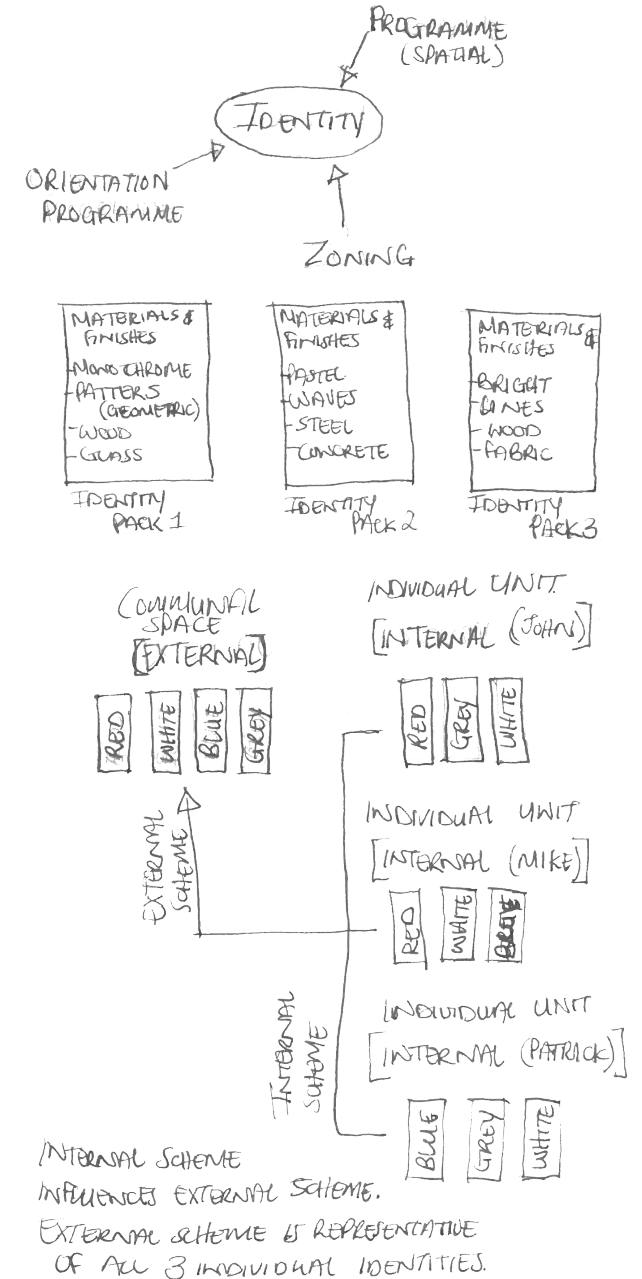 PROGRAMME
(SPATIAL)
IDENTITY
ORIENTATION
PROGRAMME
ZONING
MATERIALS &
FINISHES
- MONOCHROME
- PATTERS
(GEOMETRIC)
- WOOD
- GLASS
IDENTITY
PACK 1
MATERIALS &
FINISHES
- PASTEL
- WAVES
- STEEL
- CONCRETE
IDENTITY
PACK 2
MATERIALS &
FINISHES
- BRIGHT
- LINES
- WOOD
- FABRIC
IDENTITY
PACK 3
COMMUNAL
SPACE
[EXTERNAL]
RED
WHITE
BLUE
GREY
INDIVIDUAL UNIT
[INTERNAL (JOHN)]
RED
GREY
WHITE
EXTERNAL
SCHEME
INDIVIDUAL UNIT
[INTERNAL (MIKE)]
RED
WHITE
INTERNAL
SCHEME
INDIVIDUAL UNIT
[INTERNAL (PATRICK)]
BLUE
GREY
WHITE
INTERNAL SCHEME
INFLUENCES EXTERNAL SCHEME.
EXTERNAL SCHEME IS REPRESENTATIVE
OF ALL 3 INDIVIDUAL IDENTITIES.